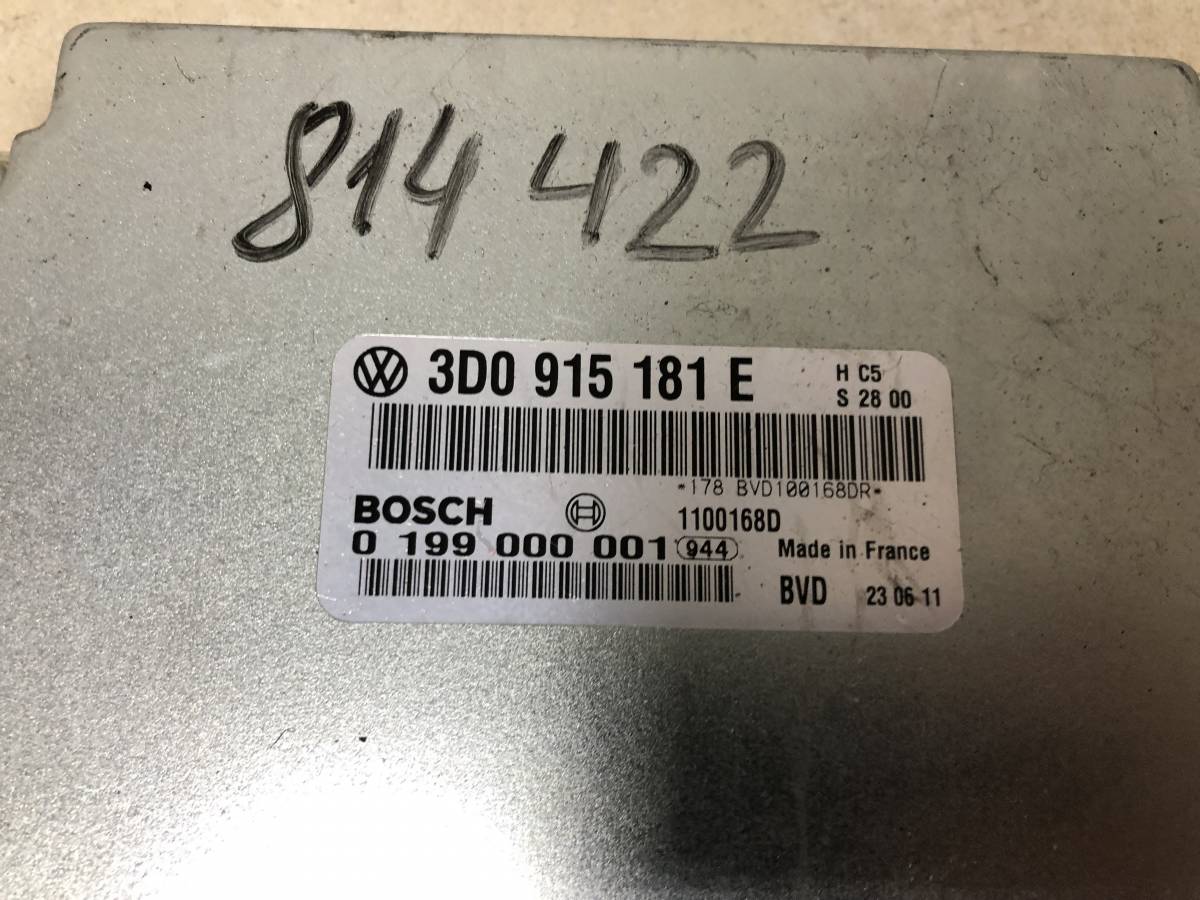 814 422
3D0 915 181 E
H C5
S 28 00
*178 BVD100168DR*
BOSCH
1100168D
0 199 000 001 944
Made in France
BVD 23 06 11